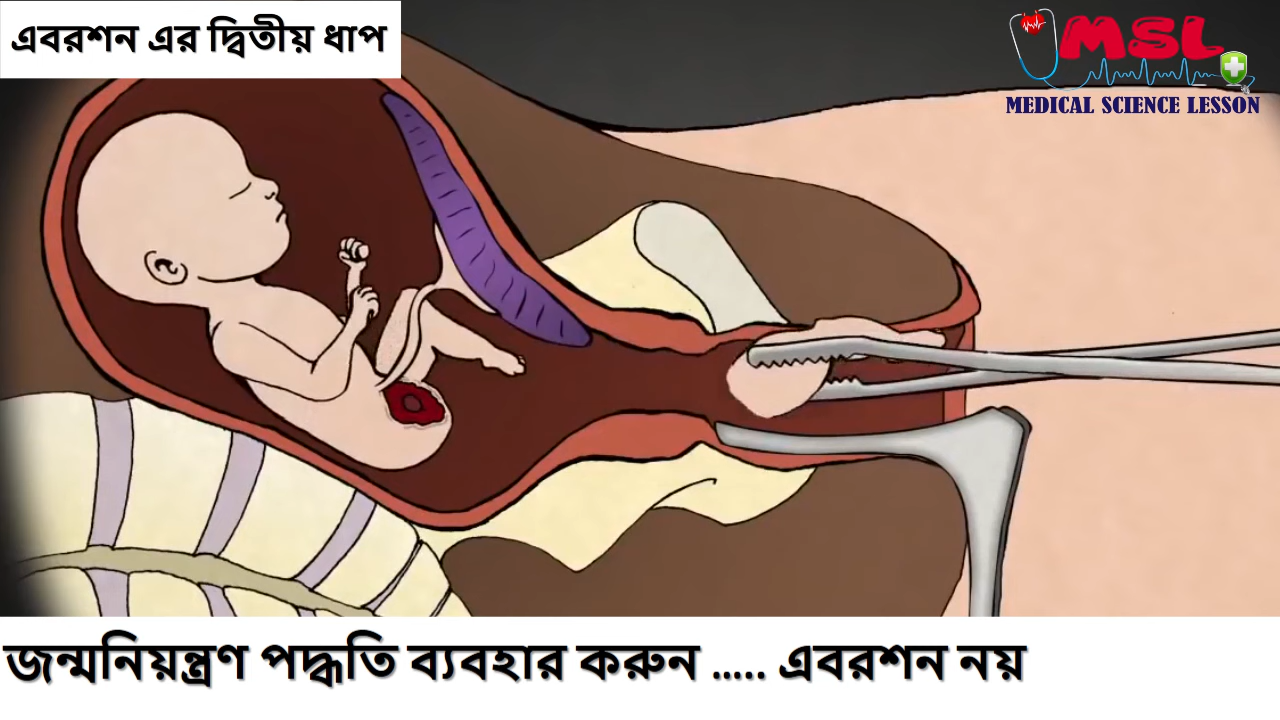 এবরশন এর দ্বিতীয় ধাপ
MSL
MEDICAL SCIENCE LESSON
জন্মনিয়ন্ত্রণ পদ্ধতি ব্যবহার করুন ..... এবরশন নয়